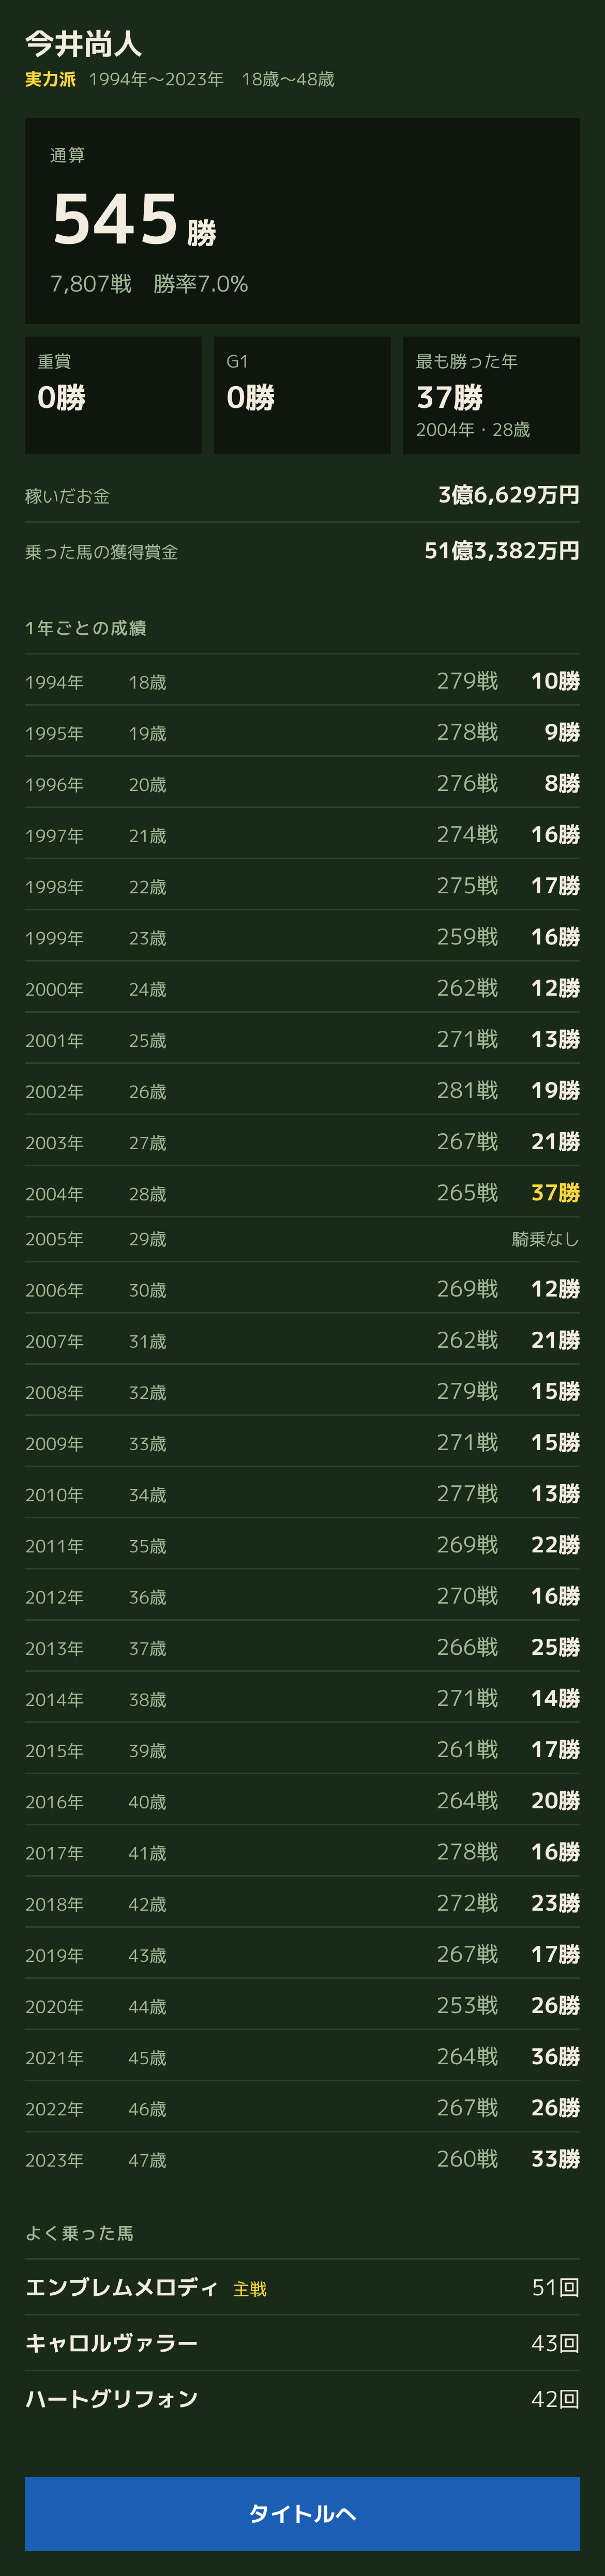 今井尚人
実力派 1994年〜2023年 18歳〜48歳
通算
545勝
7,807戦 勝率7.0%
重賞
0勝
G1
0勝
最も勝った年
37勝
2004年・28歳
稼いだお金 3億6,629万円
乗った馬の獲得賞金 51億3,382万円
1年ごとの成績
1994年 18歳 279戦 10勝
1995年 19歳 278戦 9勝
1996年 20歳 276戦 8勝
1997年 21歳 274戦 16勝
1998年 22歳 275戦 17勝
1999年 23歳 259戦 16勝
2000年 24歳 262戦 12勝
2001年 25歳 271戦 13勝
2002年 26歳 281戦 19勝
2003年 27歳 267戦 21勝
2004年 28歳 265戦 37勝
2005年 29歳 騎乗なし
2006年 30歳 269戦 12勝
2007年 31歳 262戦 21勝
2008年 32歳 279戦 15勝
2009年 33歳 271戦 15勝
2010年 34歳 277戦 13勝
2011年 35歳 269戦 22勝
2012年 36歳 270戦 16勝
2013年 37歳 266戦 25勝
2014年 38歳 271戦 14勝
2015年 39歳 261戦 17勝
2016年 40歳 264戦 20勝
2017年 41歳 278戦 16勝
2018年 42歳 272戦 23勝
2019年 43歳 267戦 17勝
2020年 44歳 253戦 26勝
2021年 45歳 264戦 36勝
2022年 46歳 267戦 26勝
2023年 47歳 260戦 33勝
よく乗った馬
エンブレムメロディ 主戦 51回
キャロルヴァラー 43回
ハートグリフォン 42回
タイトルへ